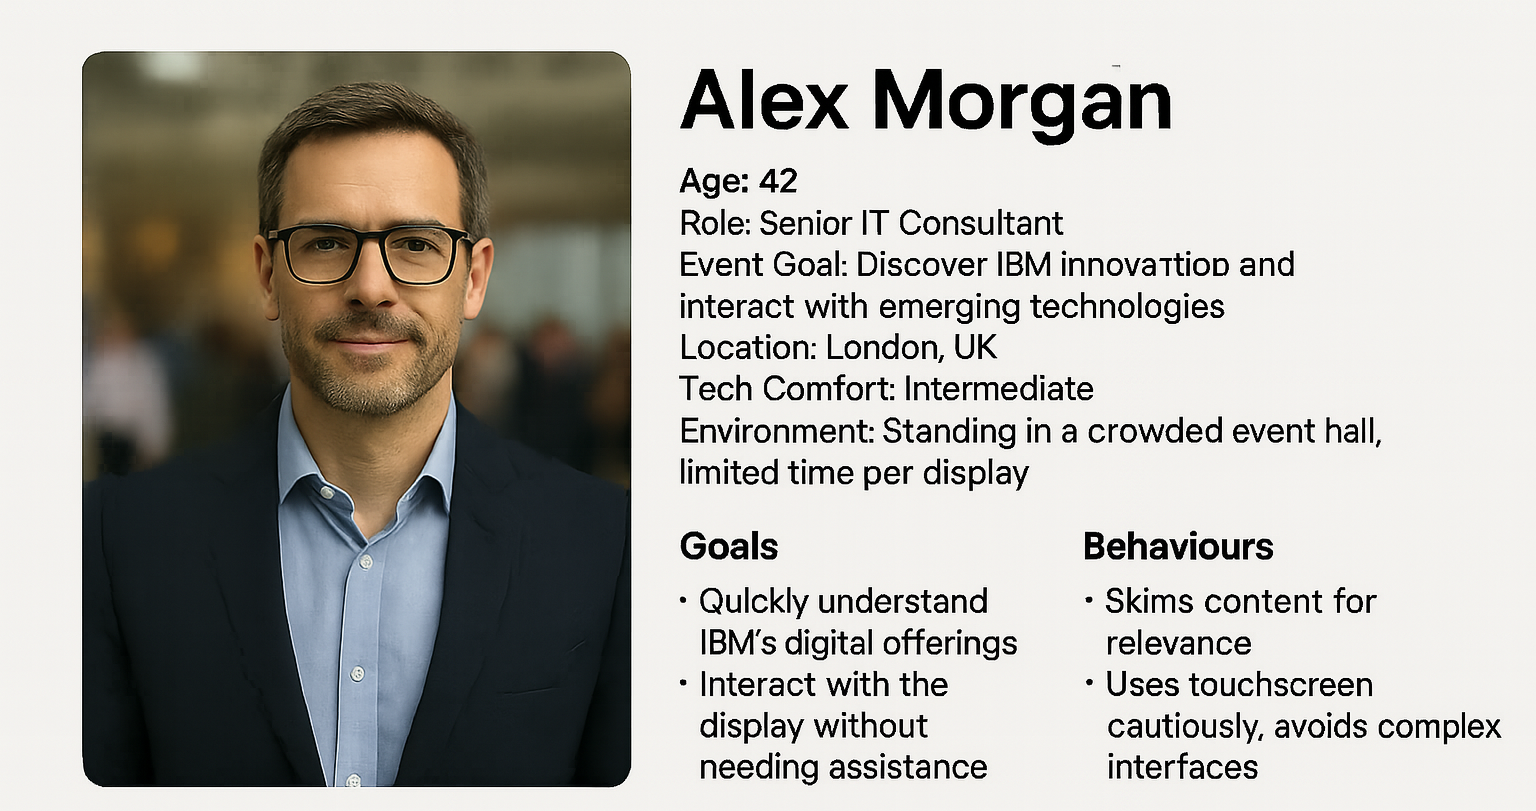 Alex Morgan
Age: 42
Role: Senior IT Consultant
Event Goal: Discover IBM innovaттiоp and
interact with emerging technologies
Location: London, UK
Tech Comfort: Intermediate
Environment: Standing in a crowded event hall,
limited time per display
Goals
• Qulckly understand
IBM’s digital offerings
• Interact with the
display without
needing assistance
Behaviours
• Skims content for
relevance
• Uses touchscreen
cautiously, avoids complex
interfaces